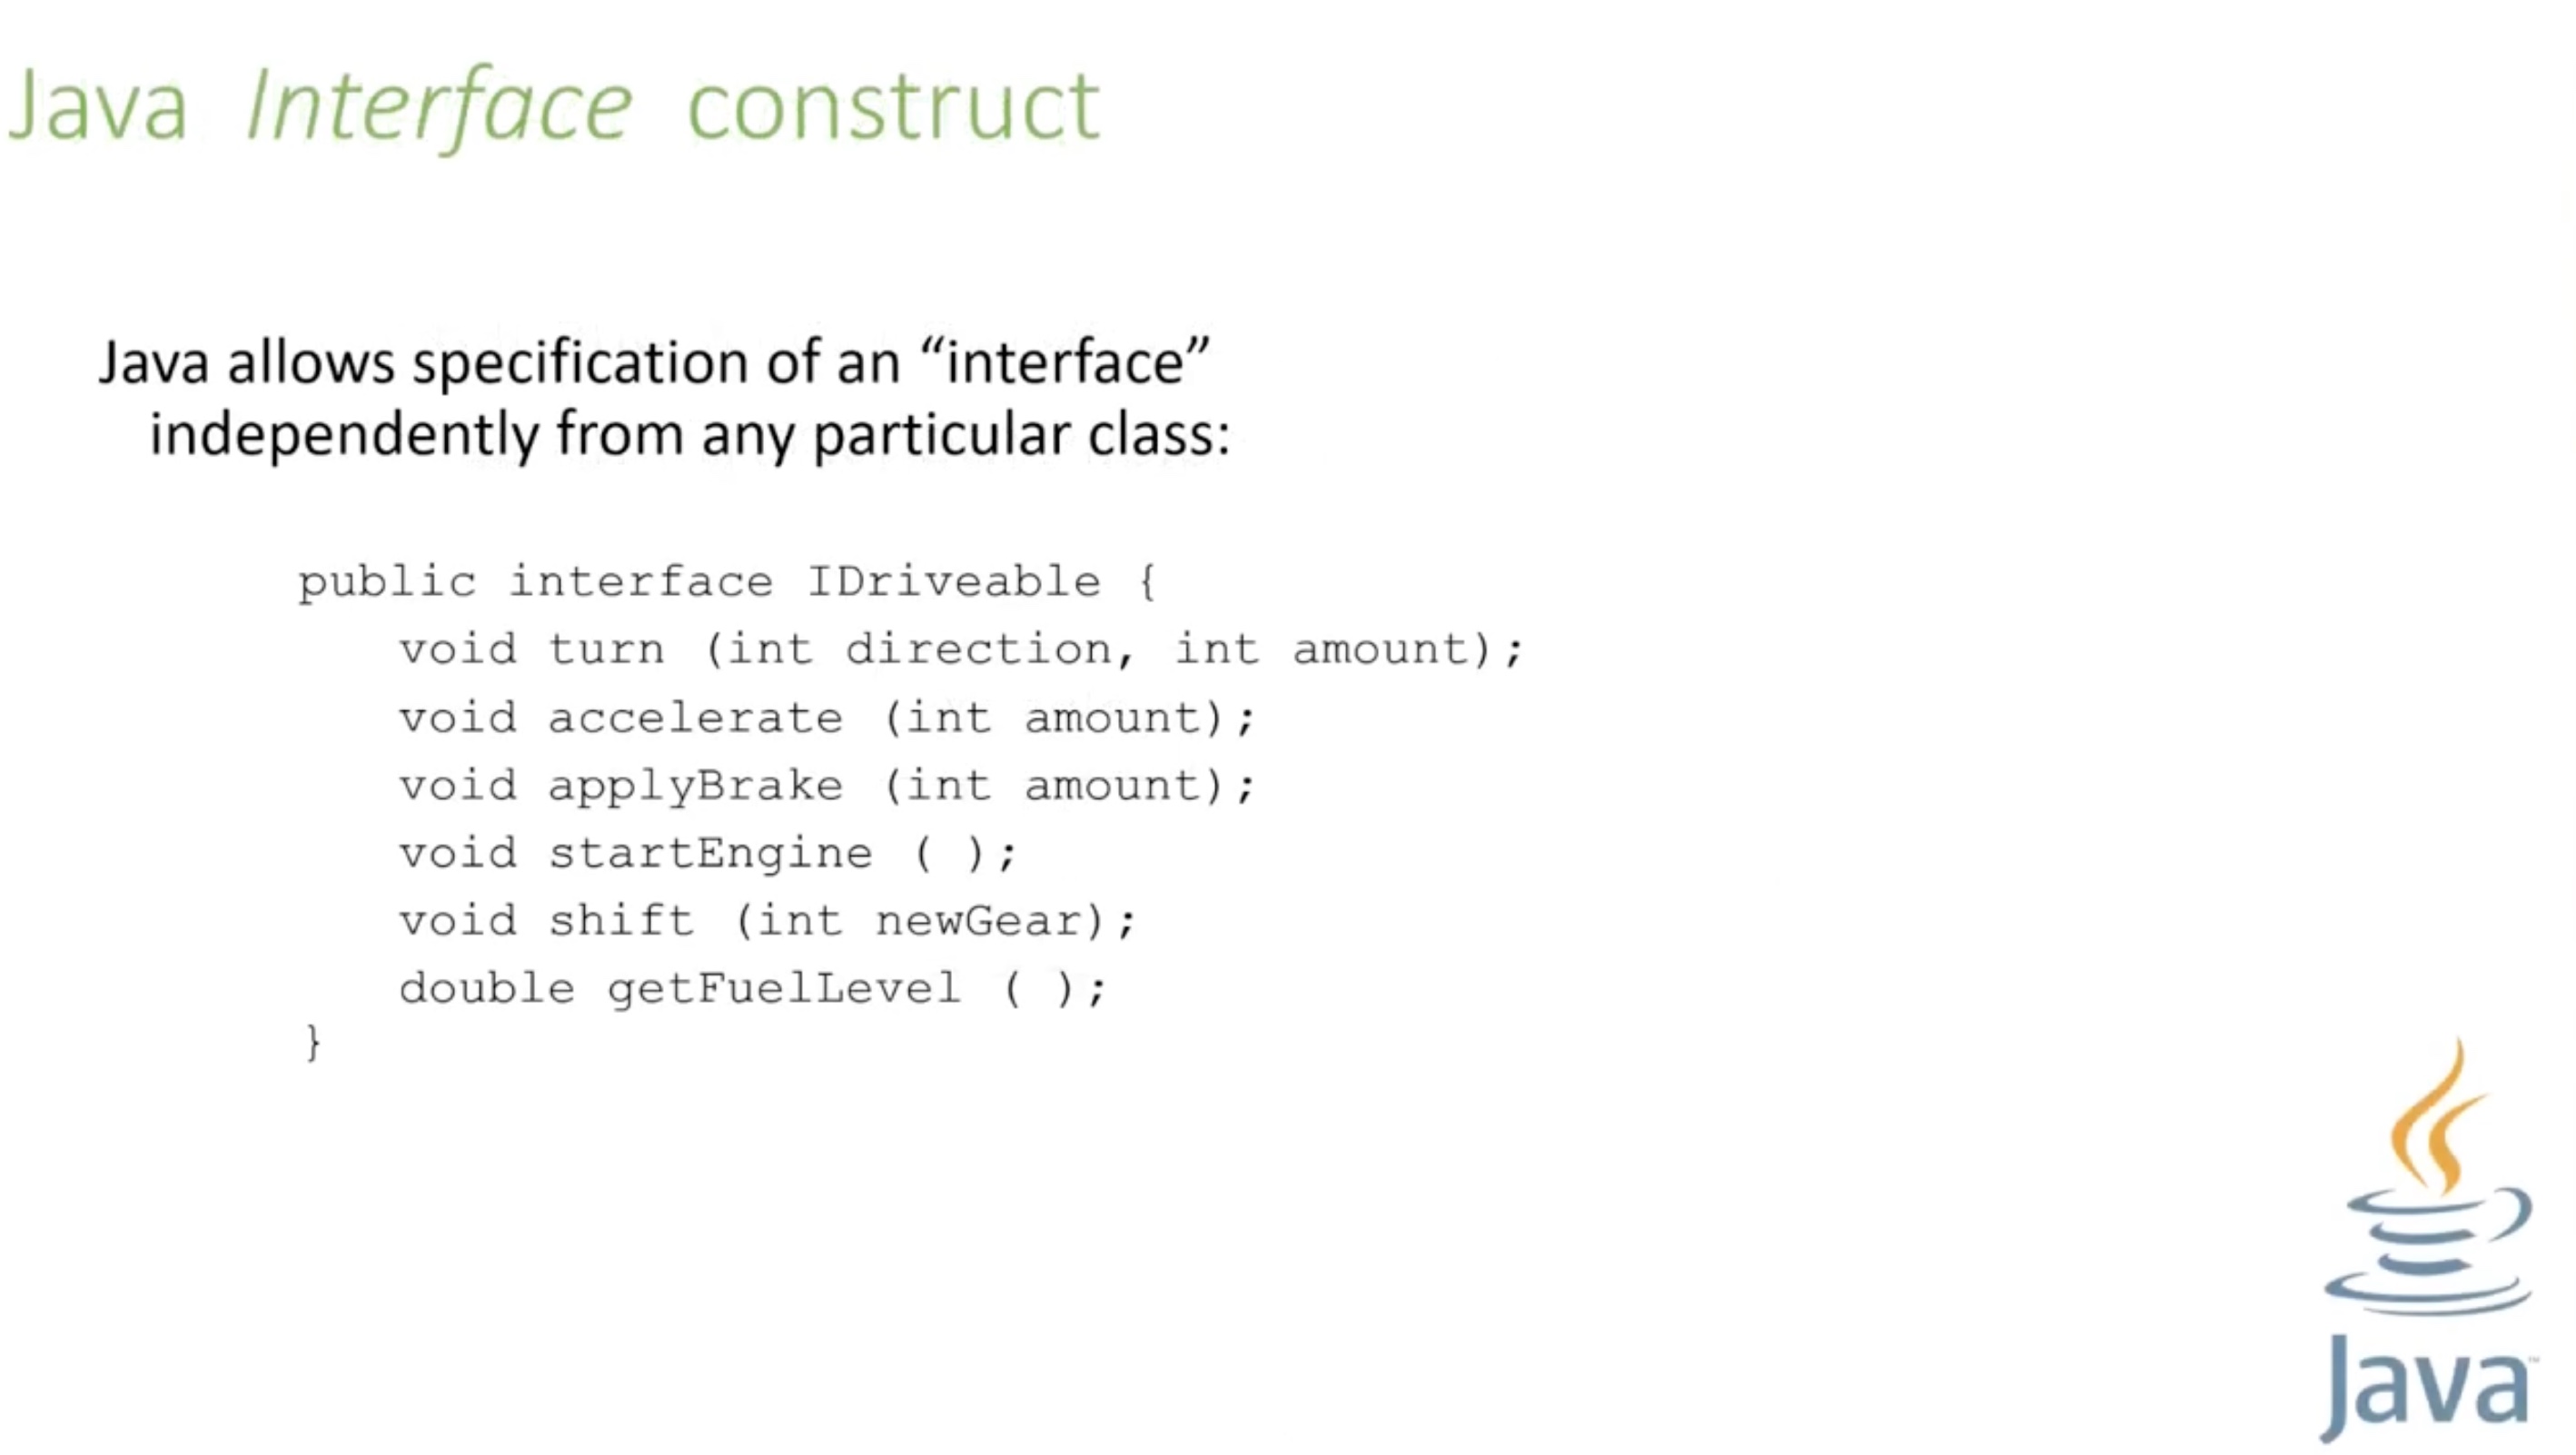 Java Interface construct
Java allows specification of an “interface”
independently from any particular class:
public interface IDriveable {
void turn (int direction, int amount);
void accelerate (int amount);
void applyBrake (int amount);
void startEngine ( );
void shift (int newGear);
double getFuelLevel ( );
}
Java™